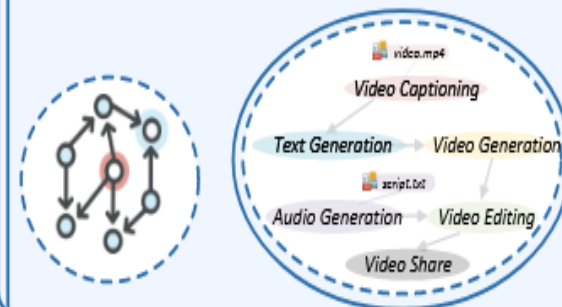 video.mp4
Video Captioning
Text Generation
Video Generation
script.txt
Audio Generation
Video Editing
Video Share